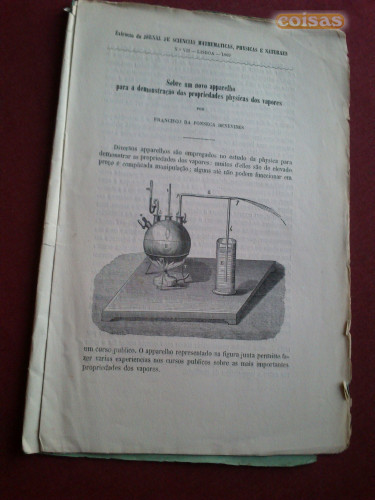 coisas
Extracto do JORNAL DE SCIENCIAS MATHEMATICAS, PHYSICAS E NATURAES
LISBOA
Sobre um novo apparelho
para a demonstração das propriedades physicas dos vapores
POR
FRANCISCO DA FONSECA BENEVIDES
Diversos apparelhos são empregados no estudo da physica para
demonstrar as propriedades dos vapores; muitos d'elles são de elevado
preço e complicada manipulação; alguns ha não podem funccionar em
um curso publico. O apparelho representado na figura junta permitte fa-
zer várias experiencias nos cursos publicos sobre as mais importantes
propriedades dos vapores.